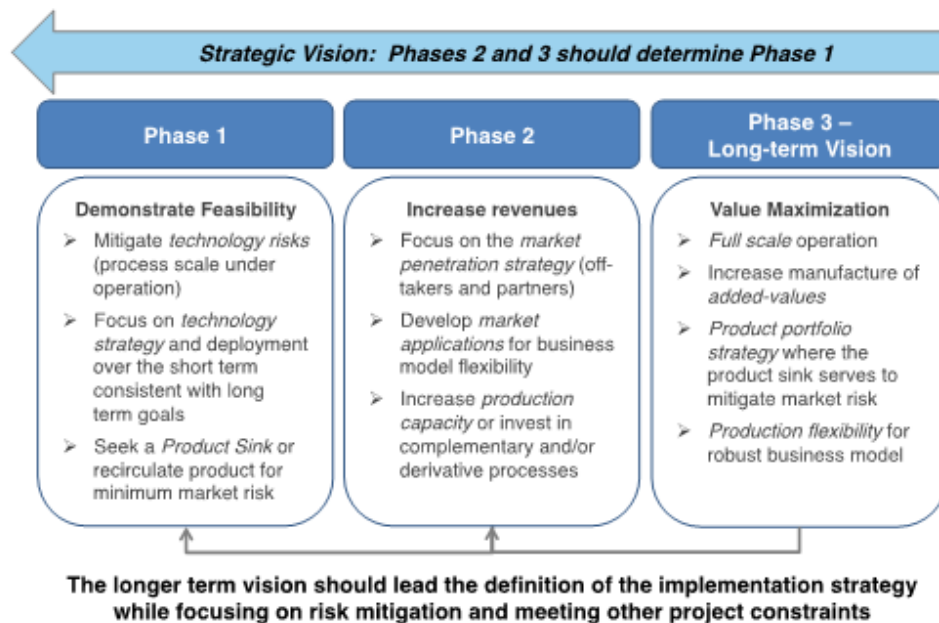 Strategic Vision: Phases 2 and 3 should determine Phase 1
Phase 1
Demonstrate Feasibility
➢ Mitigate technology risks
(process scale under
operation)
➢ Focus on technology
strategy and deployment
over the short term
consistent with long
term goals
➢ Seek a Product Sink or
recirculate product for
minimum market risk
Phase 2
Increase revenues
➢ Focus on the market
penetration strategy (off-
takers and partners)
➢ Develop market
applications for business
model flexibility
➢ Increase production
capacity or invest in
complementary and/or
derivative processes
Phase 3 –
Long-term Vision
Value Maximization
➢ Full scale operation
➢ Increase manufacture of
added-values
➢ Product portfolio
strategy where the
product sink serves to
mitigate market risk
➢ Production flexibility for
robust business model
The longer term vision should lead the definition of the implementation strategy
while focusing on risk mitigation and meeting other project constraints